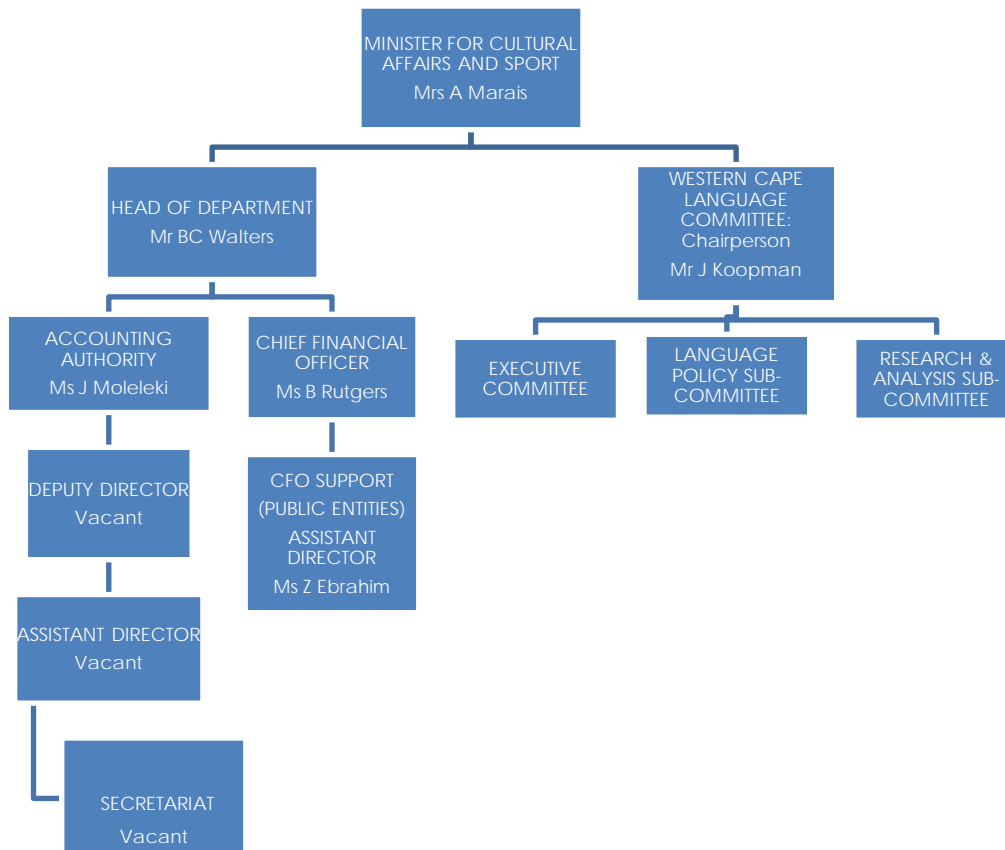 MINISTER FOR CULTURAL
AFFAIRS AND SPORT
Mrs A Marais
HEAD OF DEPARTMENT
Mr BC Walters
WESTERN CAPE
LANGUAGE
COMMITTEE:
Chairperson
Mr J Koopman
ACCOUNTING
AUTHORITY
Ms J Moleleki
CHIEF FINANCIAL
OFFICER
Ms B Rutgers
EXECUTIVE
COMMITTEE
LANGUAGE
POLICY SUB-
COMMITTEE
RESEARCH &
ANALYSIS SUB-
COMMITTEE
DEPUTY DIRECTOR
Vacant
CFO SUPPORT
(PUBLIC ENTITIES)
ASSISTANT
DIRECTOR
Ms Z Ebrahim
ASSISTANT DIRECTOR
Vacant
SECRETARIAT
Vacant